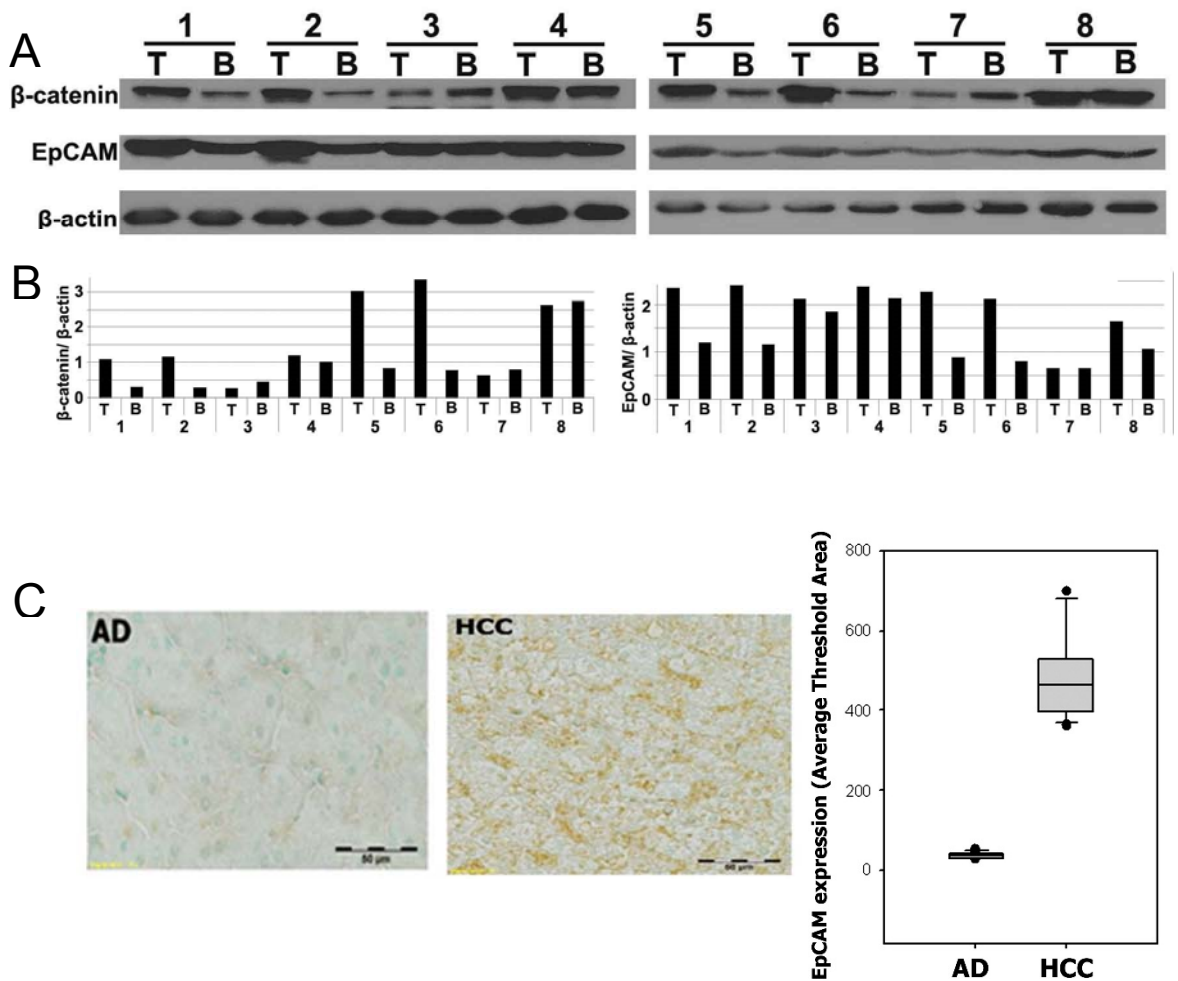 A
1 2 3 4 5 6 7 8
T B T B T B T B T B T B T B T B
β-catenin
EpCAM
β-actin
B
β-catenin/ β-actin
3
2
1
0
T B T B T B T B T B T B T B T B
1 2 3 4 5 6 7 8
EpCAM/ β-actin
2
1
0
T B T B T B T B T B T B T B T B
1 2 3 4 5 6 7 8
C
AD
50 µm
HCC
EpCAM expression (Average Threshold Area)
800
600
400
200
0
AD HCC